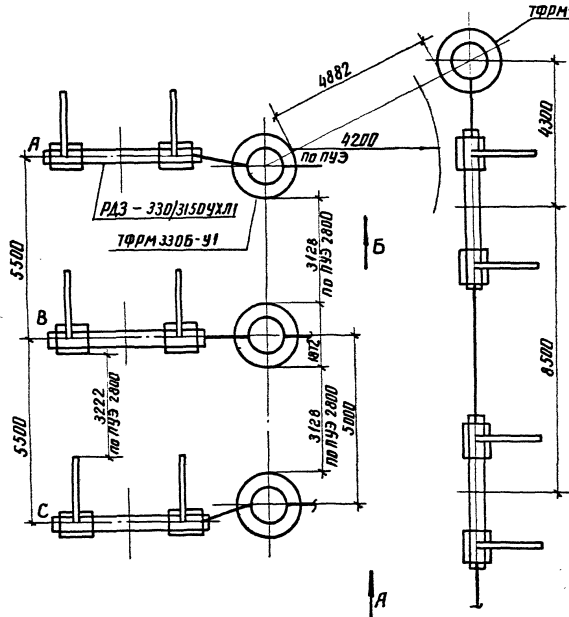 ТФРМ
4882
4300
А
4200
по ПУЭ
РДЗ - 330/3150УХЛ1
ТФРМ 330Б-У1
5500
3128
по ПУЭ 2800
Б
В
1872
8500
3222
по ПУЭ 2800
3128
по ПУЭ 2800
5000
5500
С
А